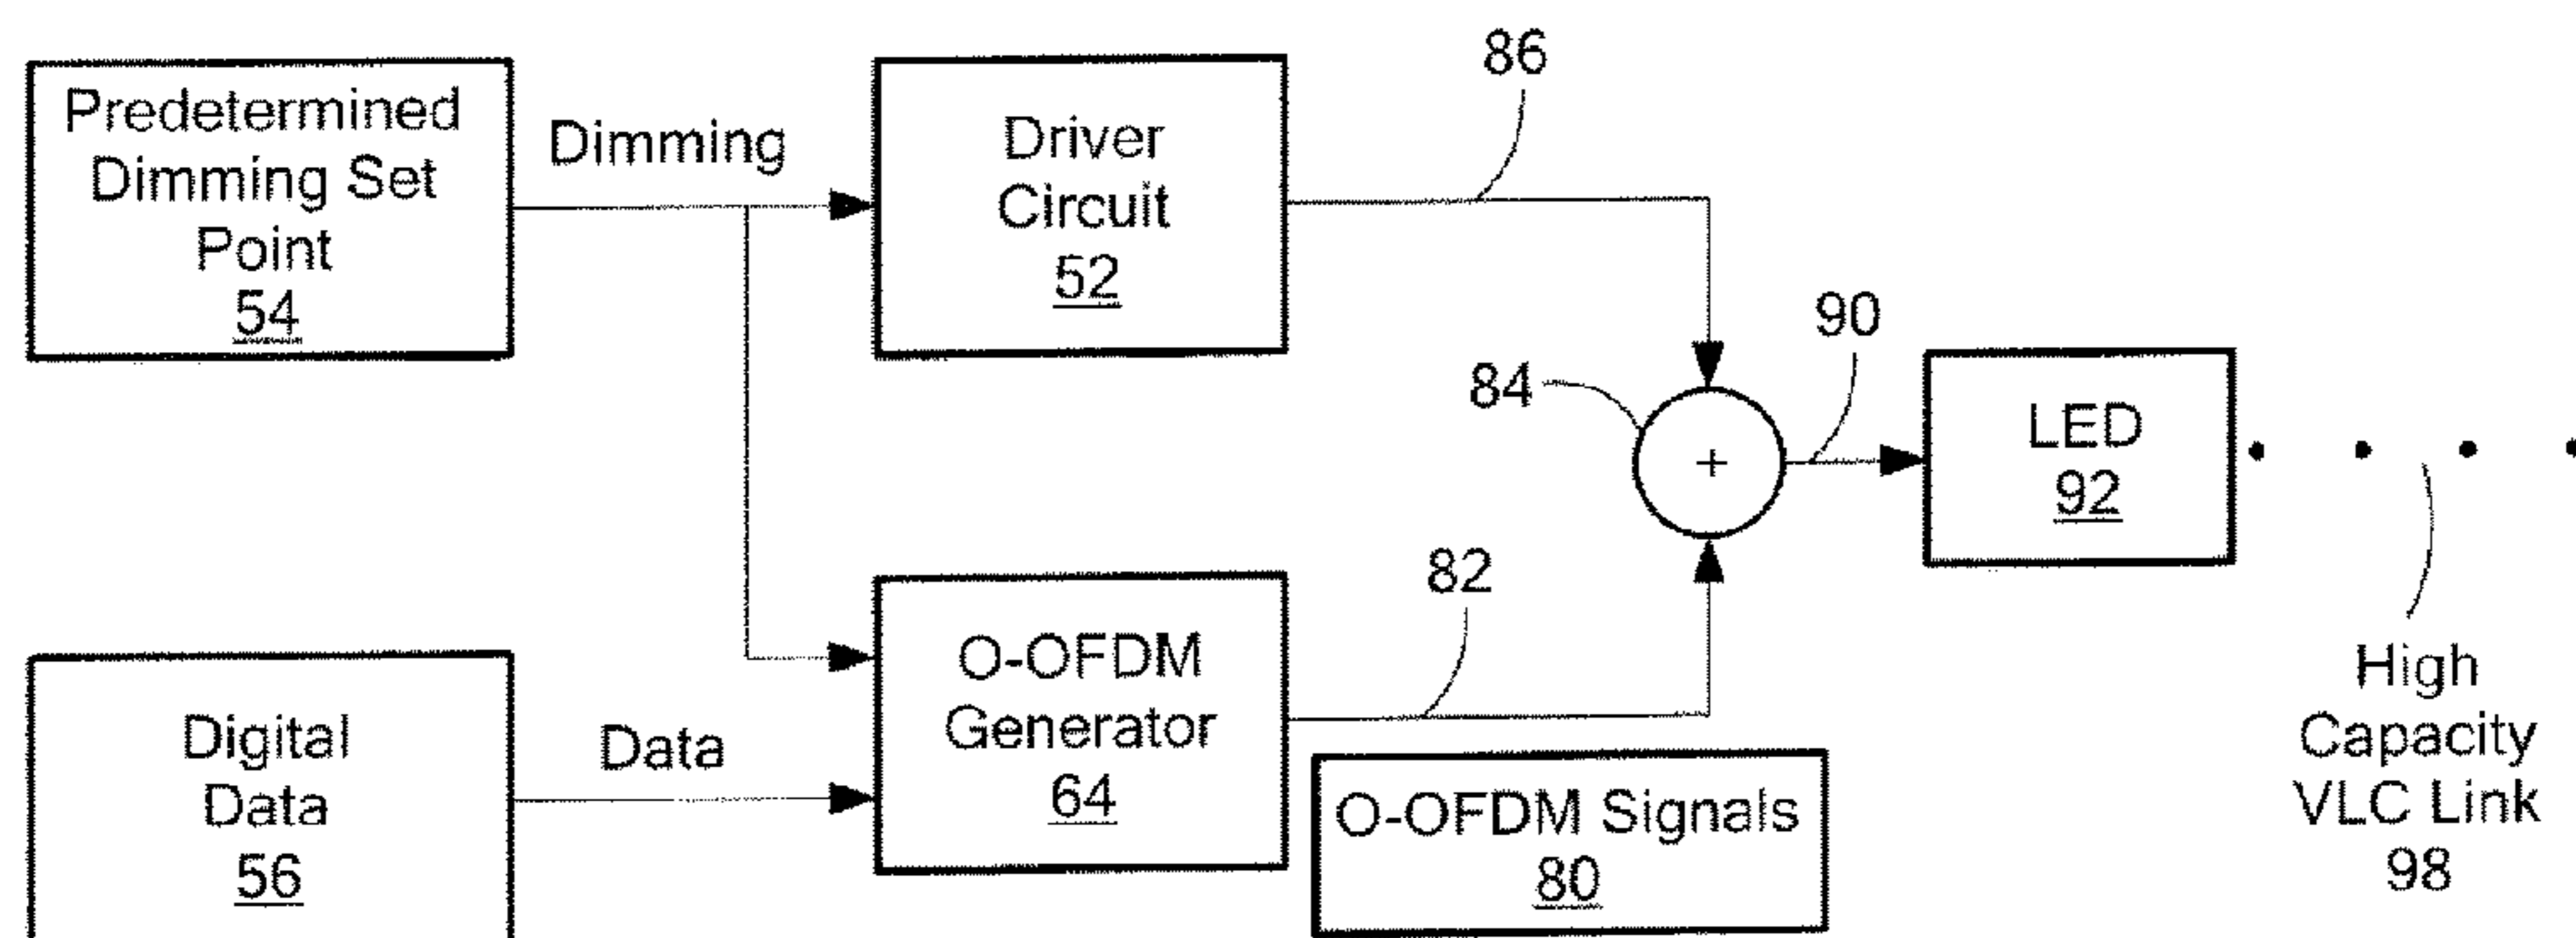 Predetermined
Dimming Set
Point
54
Dimming
Driver
Circuit
52
86
84
90
LED
92
High
Capacity
VLC Link
98
Digital
Data
56
Data
O-OFDM
Generator
64
82
O-OFDM Signals
80
+